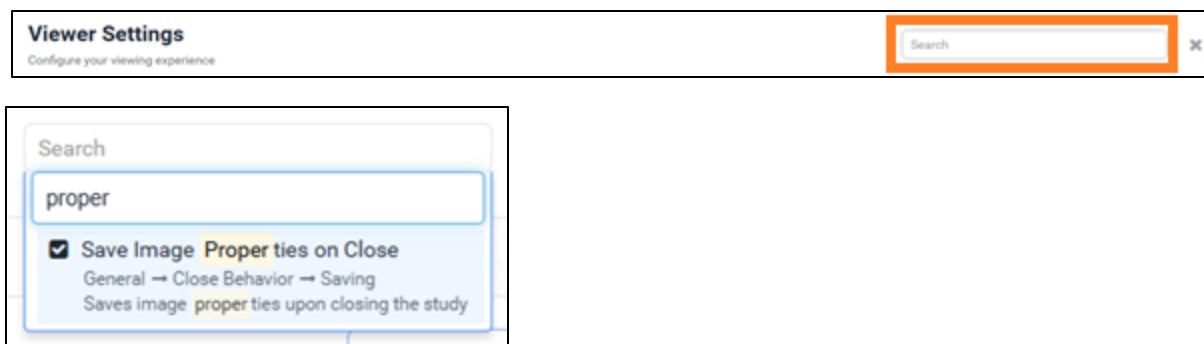 Viewer Settings
Configure your viewing experience
Search
Search
proper
Save Image Properties on Close
General → Close Behavior → Saving
Saves image properties upon closing the study